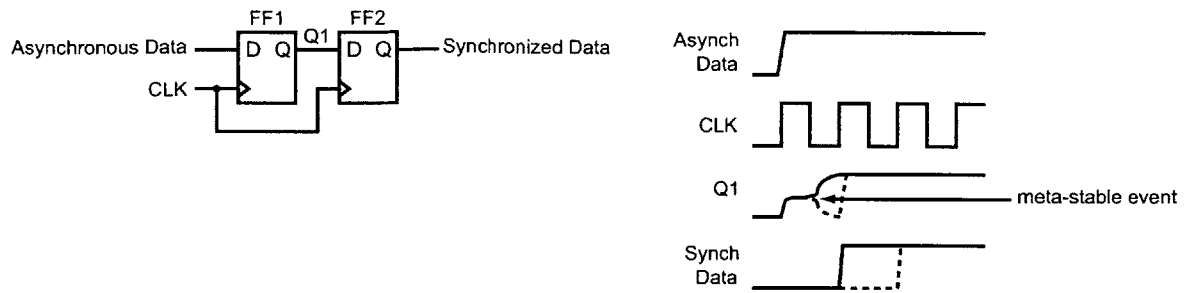 FF1 FF2
Asynchronous Data D Q Q1 D Q Synchronized Data
CLK
Asynch
Data
CLK
Q1
meta-stable event
Synch
Data